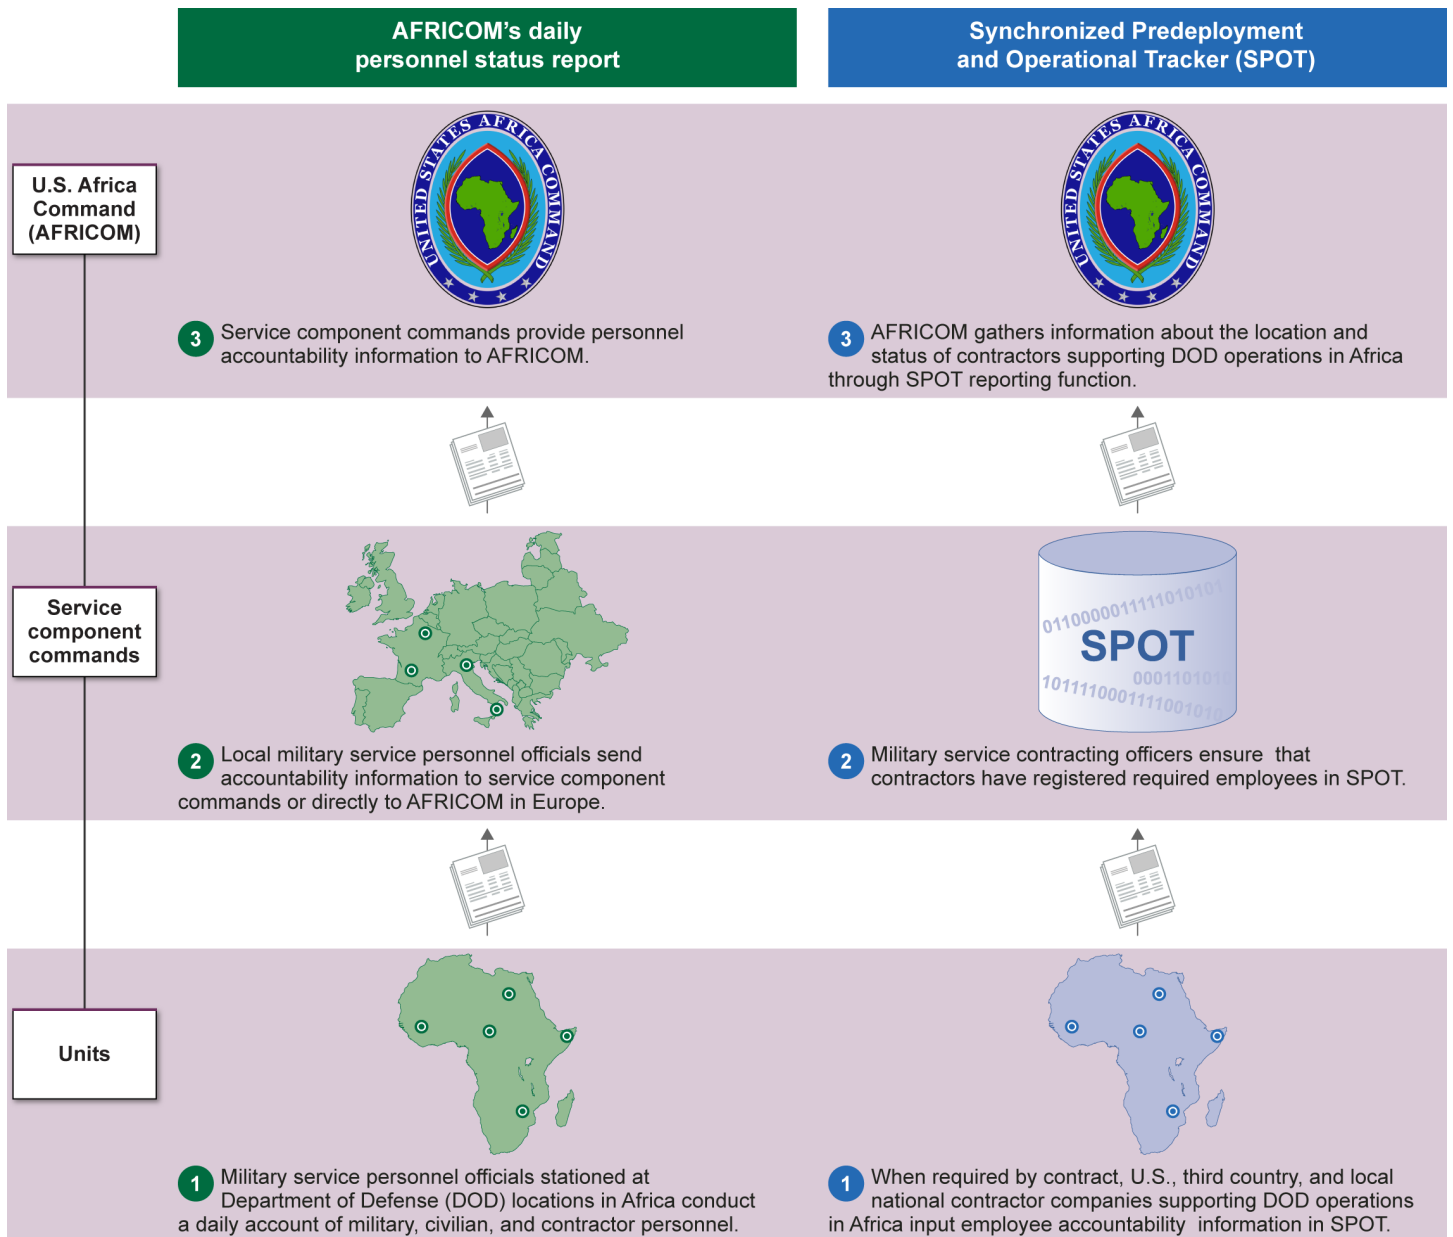 AFRICOM's daily
personnel status report
Synchronized Predeployment
and Operational Tracker (SPOT)
U.S. Africa
Command
(AFRICOM)
UNITED STATES AFRICA COMMAND
3 Service component commands provide personnel
accountability information to AFRICOM.
UNITED STATES AFRICA COMMAND
3 AFRICOM gathers information about the location and
status of contractors supporting DOD operations in Africa
through SPOT reporting function.
Service
component
commands
2 Local military service personnel officials send
accountability information to service component
commands or directly to AFRICOM in Europe.
0110000011111010101
SPOT
0001101010
1011110001111001010
2 Military service contracting officers ensure that
contractors have registered required employees in SPOT.
Units
1 Military service personnel officials stationed at
Department of Defense (DOD) locations in Africa conduct
a daily account of military, civilian, and contractor personnel.
1 When required by contract, U.S., third country, and local
national contractor companies supporting DOD operations
in Africa input employee accountability information in SPOT.